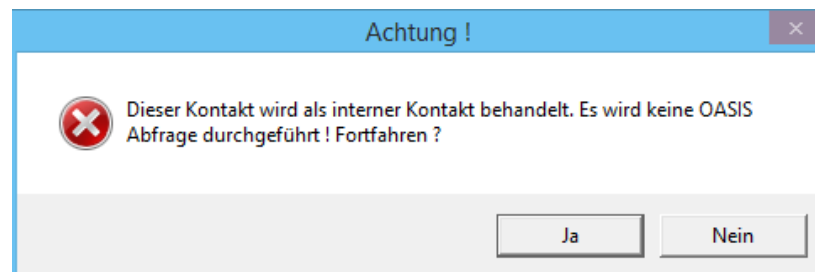 Achtung !
Dieser Kontakt wird als interner Kontakt behandelt. Es wird keine OASIS
Abfrage durchgeführt ! Fortfahren ?
Ja
Nein